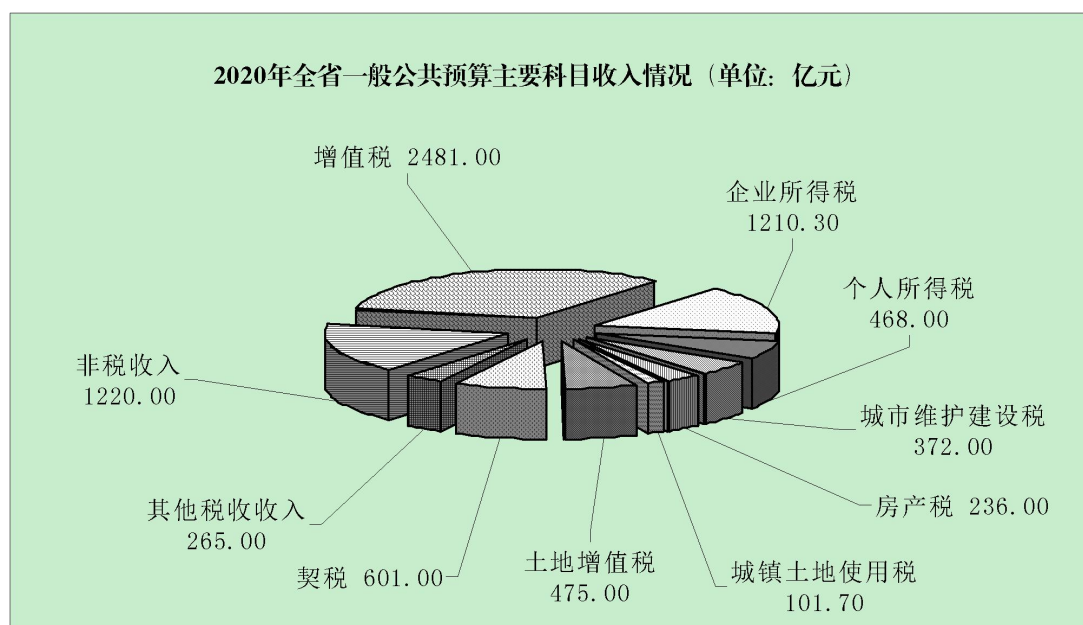 2020年全省一般公共预算主要科目收入情况（单位：亿元）
增值税 2481.00
企业所得税
1210.30
个人所得税
468.00
城市维护建设税
372.00
房产税 236.00
城镇土地使用税
101.70
土地增值税
475.00
契税 601.00
其他税收收入
265.00
非税收入
1220.00